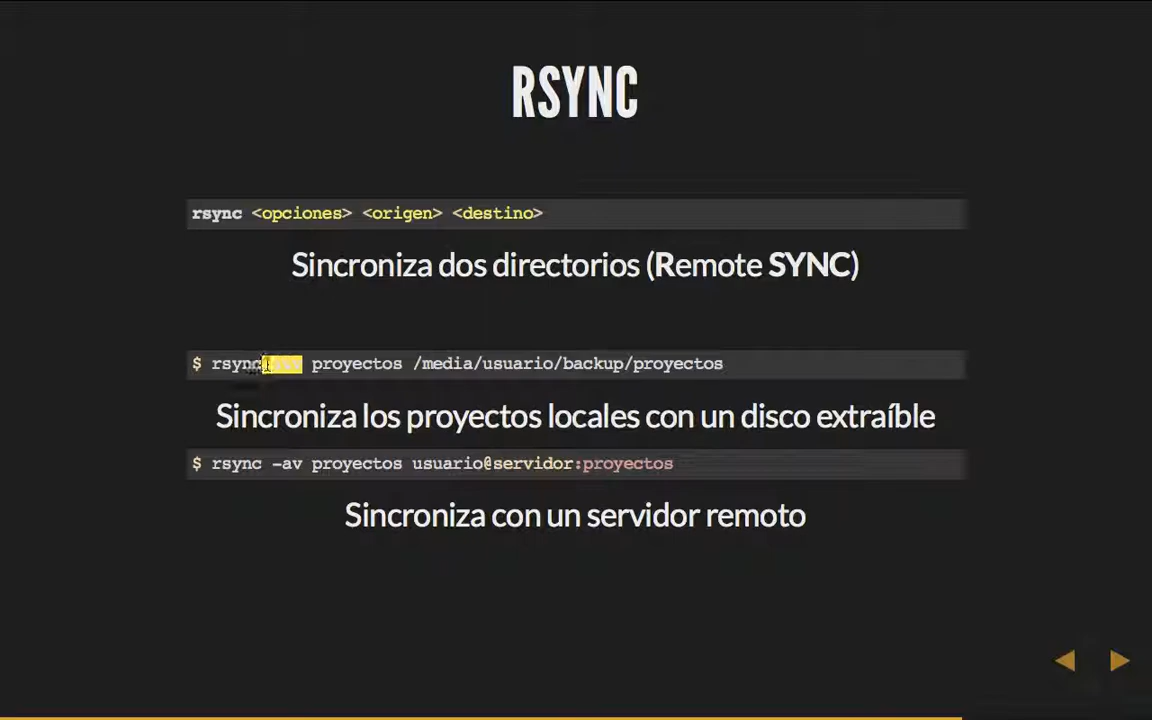 RSYNC
rsync <opciones> <origen> <destino>
Sincroniza dos directorios (Remote SYNC)
$ rsync proyectos /media/usuario/backup/proyectos
Sincroniza los proyectos locales con un disco extraíble
$ rsync -av proyectos usuario@servidor:proyectos
Sincroniza con un servidor remoto